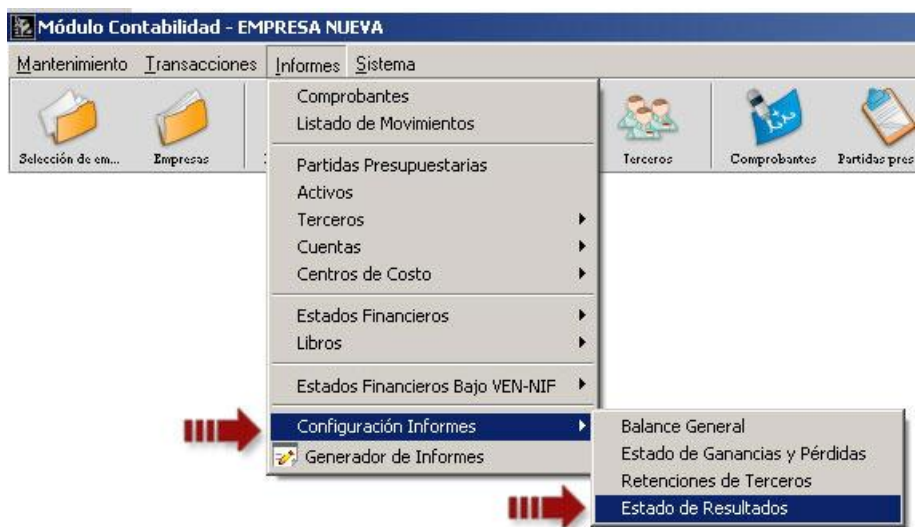 Módulo Contabilidad - EMPRESA NUEVA
Mantenimiento Transacciones Informes Sistema
Selección de em... Empresas Terceros Comprobantes Partidas pres
Comprobantes
Listado de Movimientos
Partidas Presupuestarias
Activos
Terceros
Cuentas
Centros de Costo
Estados Financieros
Libros
Estados Financieros Bajo VEN-NIF
Configuración Informes
Generador de Informes
Balance General
Estado de Ganancias y Pérdidas
Retenciones de Terceros
Estado de Resultados